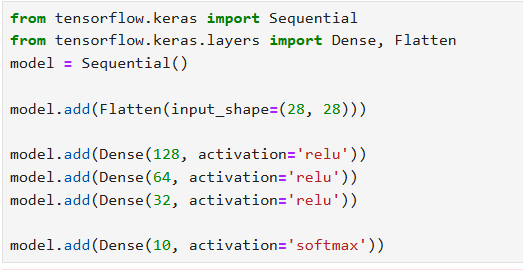 from tensorflow.keras import Sequential
from tensorflow.keras.layers import Dense, Flatten
model = Sequential()
model.add(Flatten(input_shape=(28, 28)))
model.add(Dense(128, activation='relu'))
model.add(Dense(64, activation='relu'))
model.add(Dense(32, activation='relu'))
model.add(Dense(10, activation='softmax'))